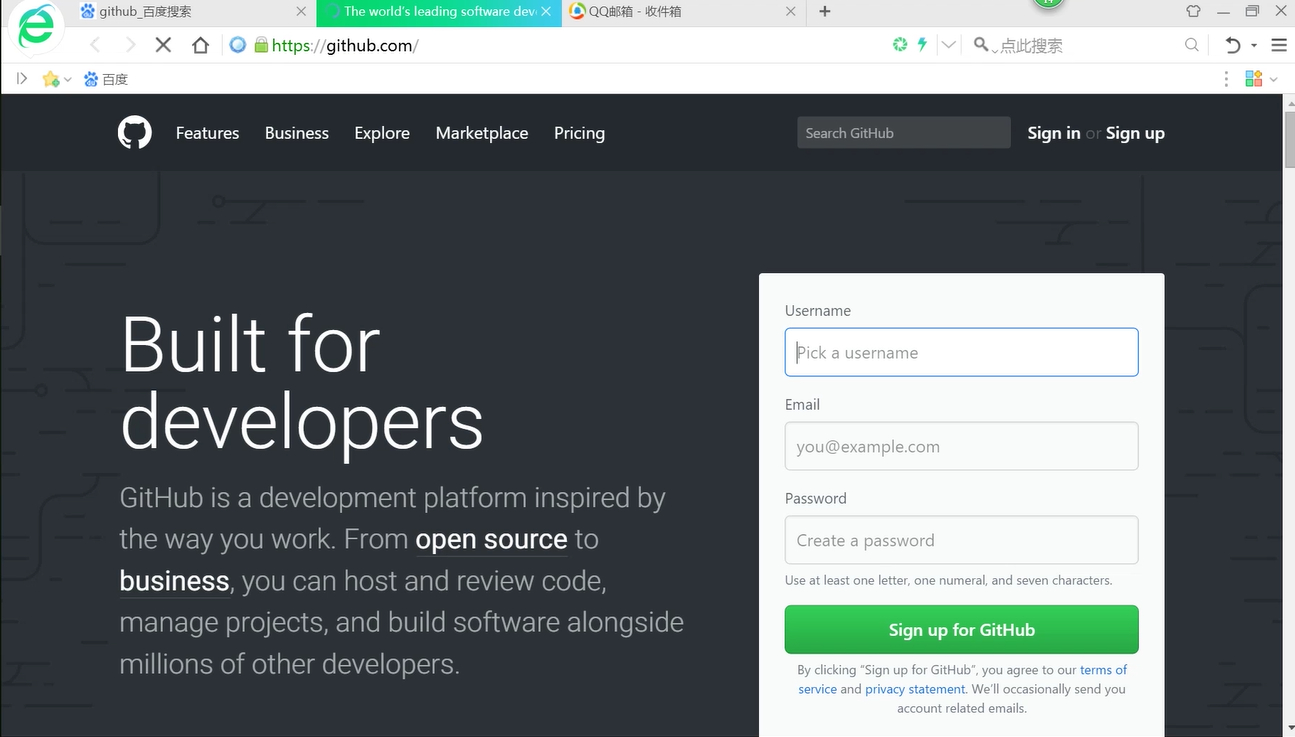 github_百度搜索
The world's leading software dev
QQ邮箱 - 收件箱
https://github.com/
点此搜索
百度
Features Business Explore Marketplace Pricing
Search GitHub
Sign in or Sign up
Built for
developers
GitHub is a development platform inspired by
the way you work. From open source to
business, you can host and review code,
manage projects, and build software alongside
millions of other developers.
Username
Pick a username
Email
you@example.com
Password
Create a password
Use at least one letter, one numeral, and seven characters.
Sign up for GitHub
By clicking “Sign up for GitHub”, you agree to our terms of
service and privacy statement. We’ll occasionally send you
account related emails.